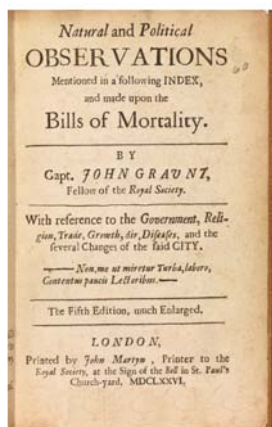 Natural and Political
OBSERVATIONS
Mentioned in a following INDEX,
and made upon the
Bills of Mortality.
BY
Capt. JOHN GRAUNT,
Fellow of the Royal Society.
With reference to the Government, Reli-
gion, Trade, Growth, Air, Diseases, and the
several Changes of the said CITY.
—— Non, me ut miretur Turba, laboro,
Contentus paucis Lectoribus. ——
The Fifth Edition, much Enlarged.
LONDON,
Printed by John Martyn, Printer to the
Royal Society, at the Sign of the Bell in St. Paul's
Church-yard, MDCLXXVI.